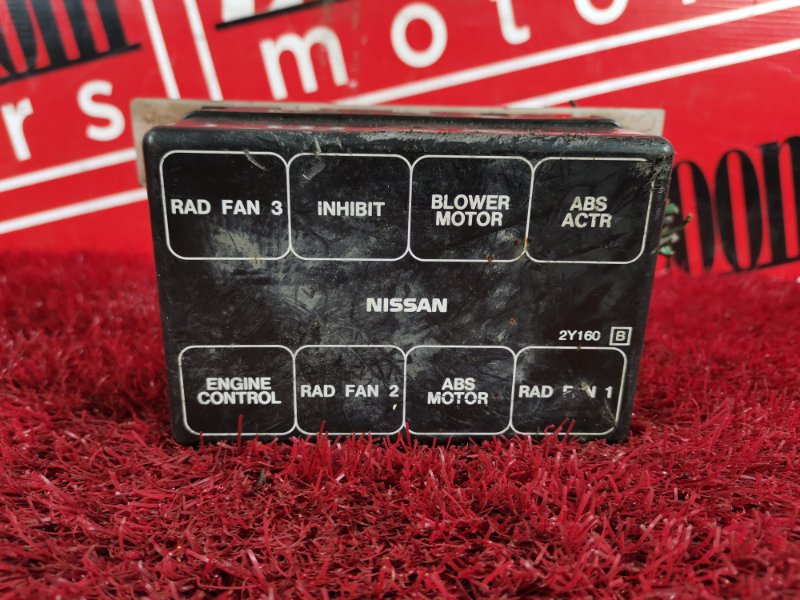 rs motor
RAD FAN 3
INHIBIT
BLOWER
MOTOR
ABS
ACTR
NISSAN
2Y160 B
ENGINE
CONTROL
RAD FAN 2
ABS
MOTOR
RAD F N 1